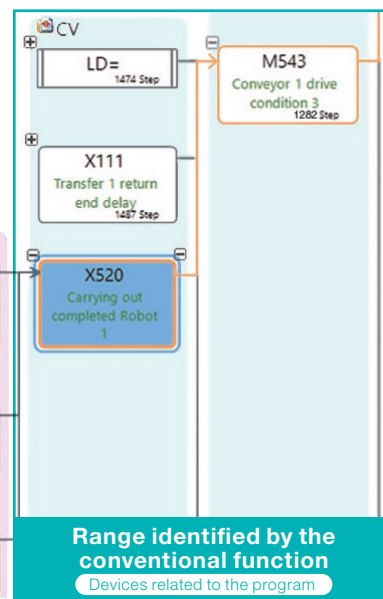 CV
LD=
1474 Step
M543
Conveyor 1 drive
condition 3
1282 Step
X111
Transfer 1 return
end delay
1487 Step
X520
Carrying out
completed Robot
1
Range identified by the
conventional function
Devices related to the program